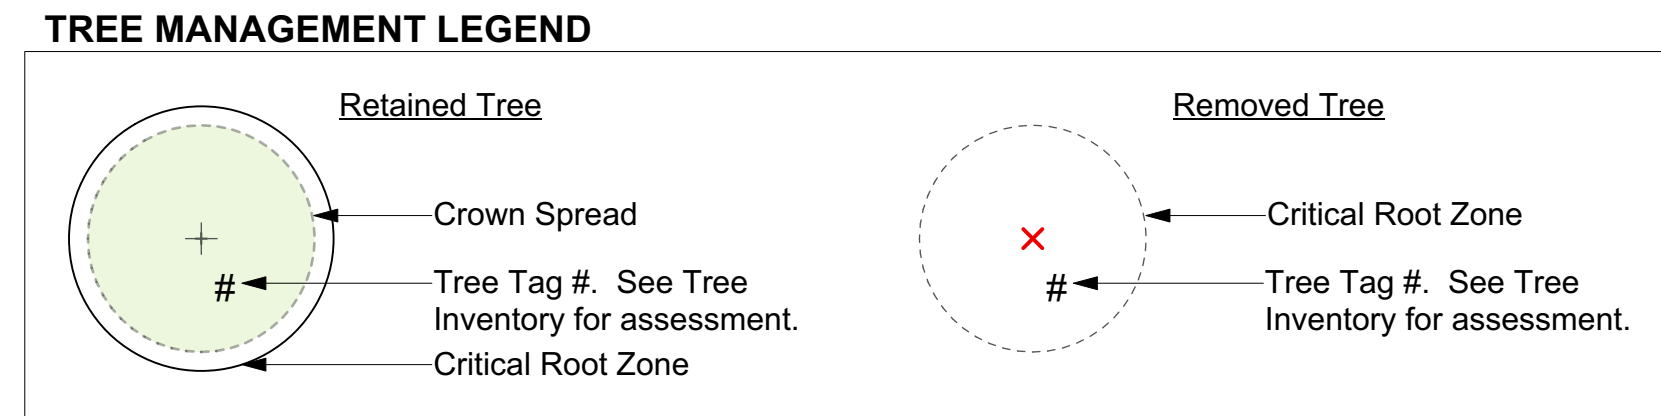 TREE MANAGEMENT LEGEND
Retained Tree
Crown Spread
#
Tree Tag #. See Tree
Inventory for assessment.
Critical Root Zone
Removed Tree
Critical Root Zone
#
Tree Tag #. See Tree
Inventory for assessment.